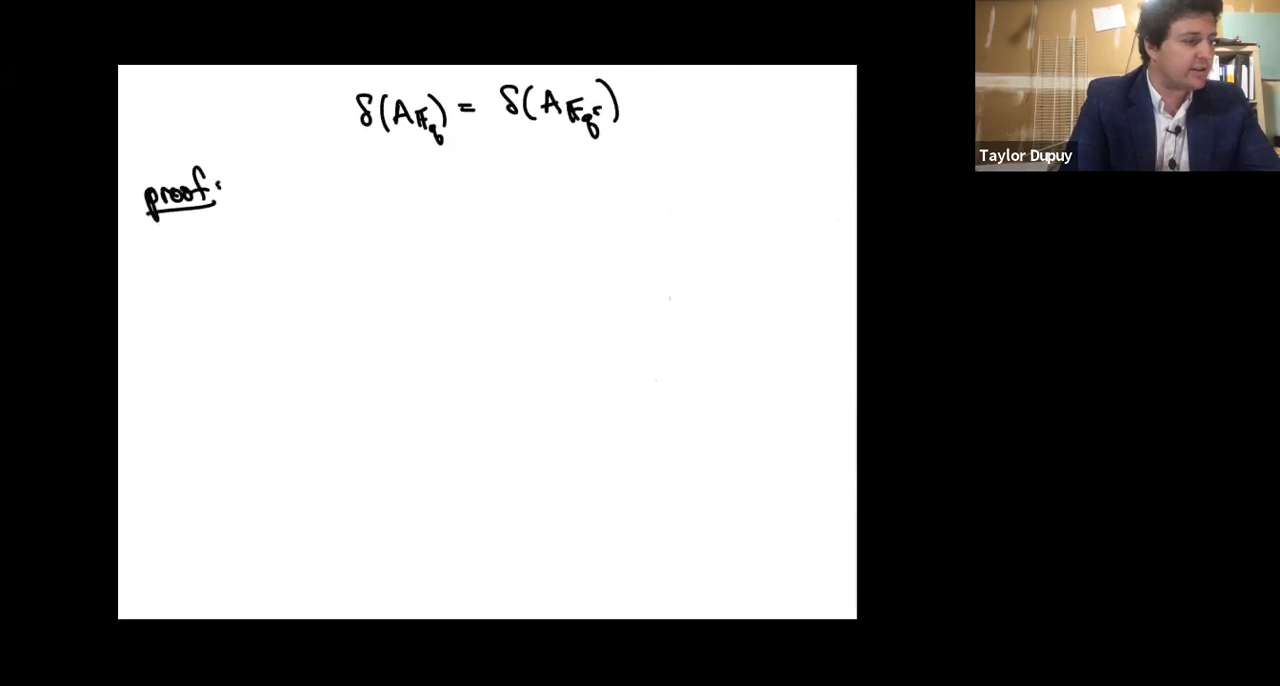 δ(A_{𝔽_q}) = δ(A_{𝔽_{q^r}})
proof:
Taylor Dupuy